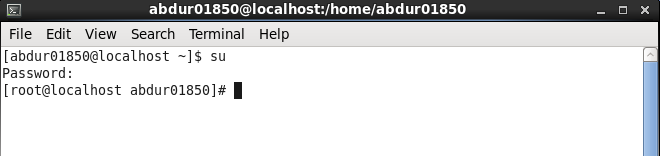 abdur01850@localhost:/home/abdur01850
File Edit View Search Terminal Help
[abdur01850@localhost ~]$ su
Password:
[root@localhost abdur01850]#